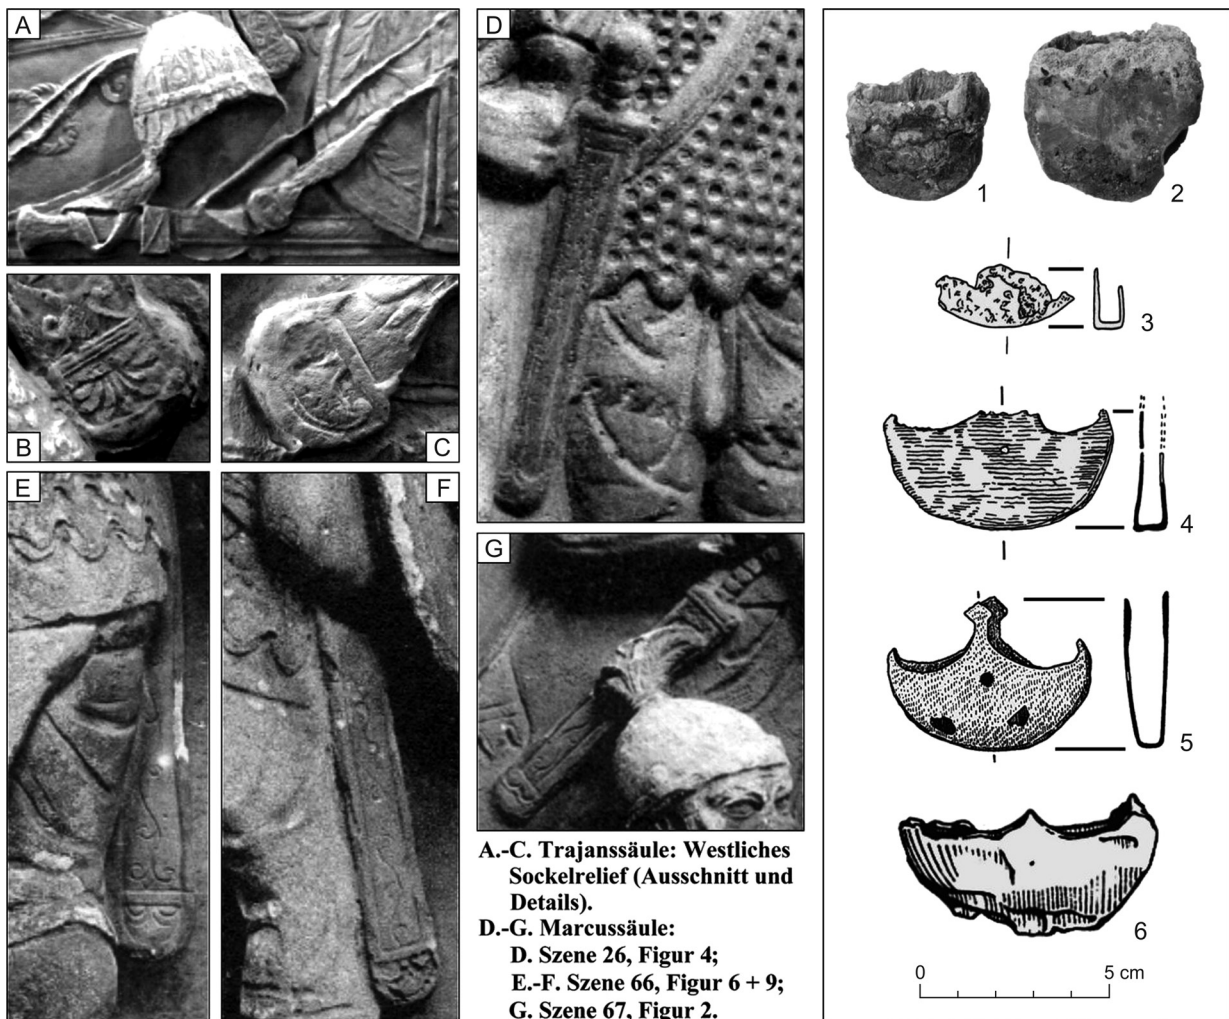 A
B
C
D
E
F
G
A.-C. Trajanssäule: Westliches
Sockelrelief (Ausschnitt und
Details).
D.-G. Marcussäule:
D. Szene 26, Figur 4;
E.-F. Szene 66, Figur 6 + 9;
G. Szene 67, Figur 2.
1
2
3
4
5
6
0
5 cm